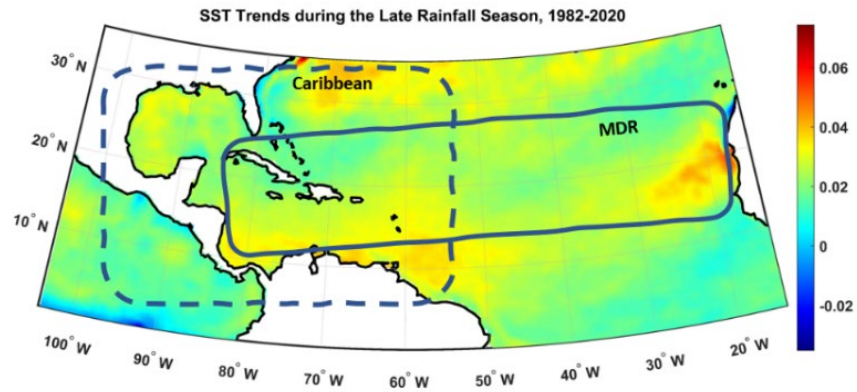 SST Trends during the Late Rainfall Season, 1982-2020
30° N
20° N
10° N
Caribbean
MDR
100° W
90° W
80° W
70° W
60° W
50° W
40° W
30° W
20° W
0.06
0.04
0.02
0
-0.02